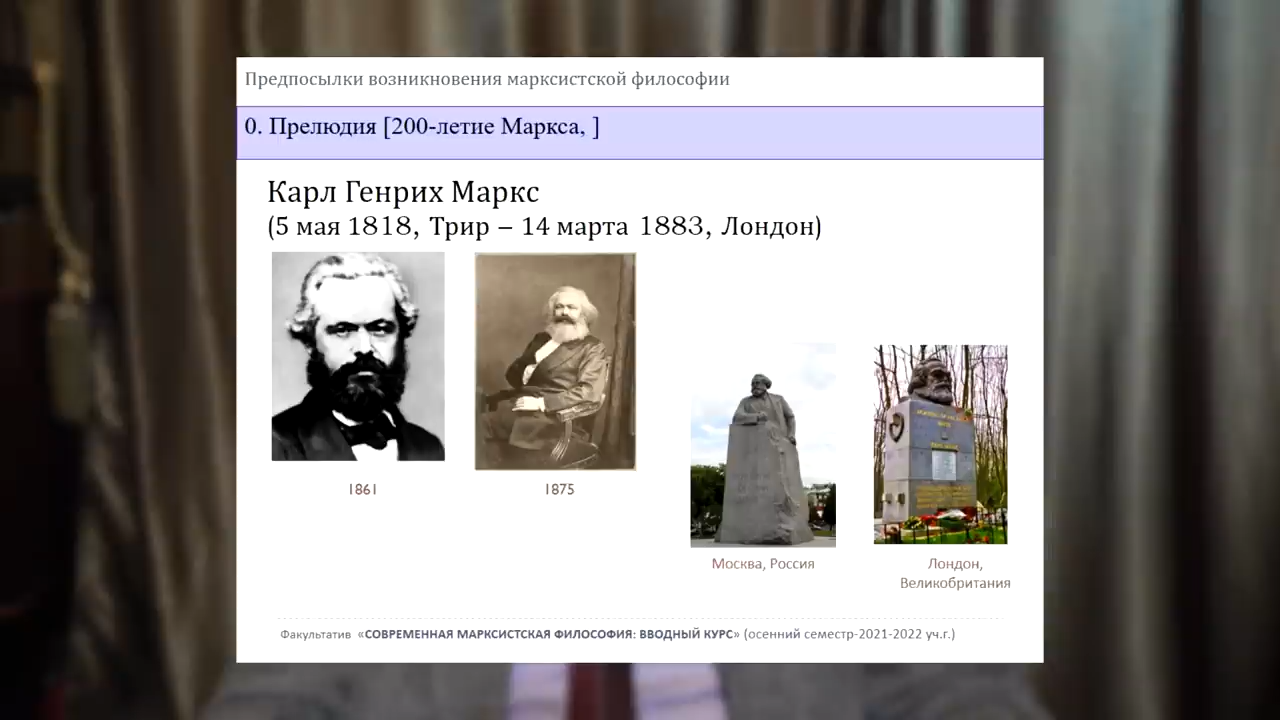 Предпосылки возникновения марксистской философии
0. Прелюдия [200-летие Маркса, ]
Карл Генрих Маркс
(5 мая 1818, Трир – 14 марта 1883, Лондон)
1861
1875
Москва, Россия
Лондон,
Великобритания
Факультатив «СОВРЕМЕННАЯ МАРКСИСТСКАЯ ФИЛОСОФИЯ: ВВОДНЫЙ КУРС» (осенний семестр-2021-2022 уч.г.)